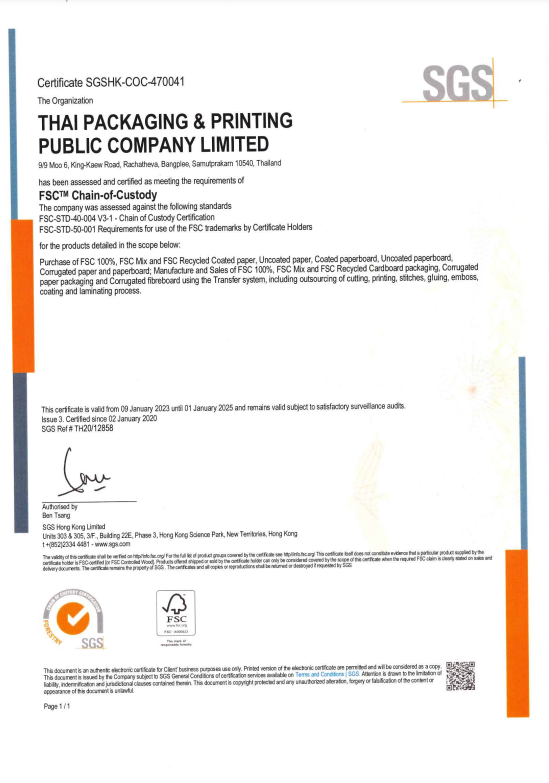 SGS
Certificate SGSHK-COC-470041
The Organization
THAI PACKAGING & PRINTING
PUBLIC COMPANY LIMITED
9/9 Moo 6, King-Kaew Road, Rachatheva, Bangplee, Samutprakarn 10540, Thailand
has been assessed and certified as meeting the requirements of
FSC™ Chain-of-Custody
The company was assessed against the following standards
FSC-STD-40-004 V3-1 - Chain of Custody Certification
FSC-STD-50-001 Requirements for use of the FSC trademarks by Certificate Holders
for the products detailed in the scope below:
Purchase of FSC 100%, FSC Mix and FSC Recycled Coated paper, Uncoated paper, Coated paperboard, Uncoated paperboard,
Corrugated paper and paperboard; Manufacture and Sales of FSC 100%, FSC Mix and FSC Recycled Cardboard packaging, Corrugated
paper packaging and Corrugated fibreboard using the Transfer system, including outsourcing of cutting, printing, stitches, gluing, emboss,
coating and laminating process.
This certificate is valid from 09 January 2023 until 01 January 2025 and remains valid subject to satisfactory surveillance audits.
Issue 3. Certified since 02 January 2020
SGS Ref # TH20/12858
Authorised by
Ben Tsang
SGS Hong Kong Limited
Units 303 & 305, 3/F., Building 22E, Phase 3, Hong Kong Science Park, New Territories, Hong Kong
t +(852)2334 4481 - www.sgs.com
The validity of this certificate shall be verified on http//info.fsc.org/ For the full list of product groups covered by the certificate see http//info.fsc.org/ This certificate itself does not constitute evidence that a particular product supplied by the
certificate holder is FSC-certified [or FSC Controlled Wood]. Products offered shipped or sold by the certificate holder can only be considered covered by the scope of this certificate when the required FSC claim is clearly stated on sales and
delivery documents. The certificate remains the property of SGS . The certificates and all copies or reproductions shall be returned or destroyed if requested by SGS
CHAIN OF CUSTODY CERTIFICATION
FORESTRY
SGS
FSC
www.fsc.org
The mark of
responsible forestry
This document is an authentic electronic certificate for Client' business purposes use only. Printed version of the electronic certificate are permitted and will be considered as a copy.
This document is issued by the Company subject to SGS General Conditions of certification services available on Terms and Conditions | SGS. Attention is drawn to the limitation of
liability, indemnification and jurisdictional clauses contained therein. This document is copyright protected and any unauthorized alteration, forgery or falsification of the content or
appearance of this document is unlawful.
Page 1 / 1